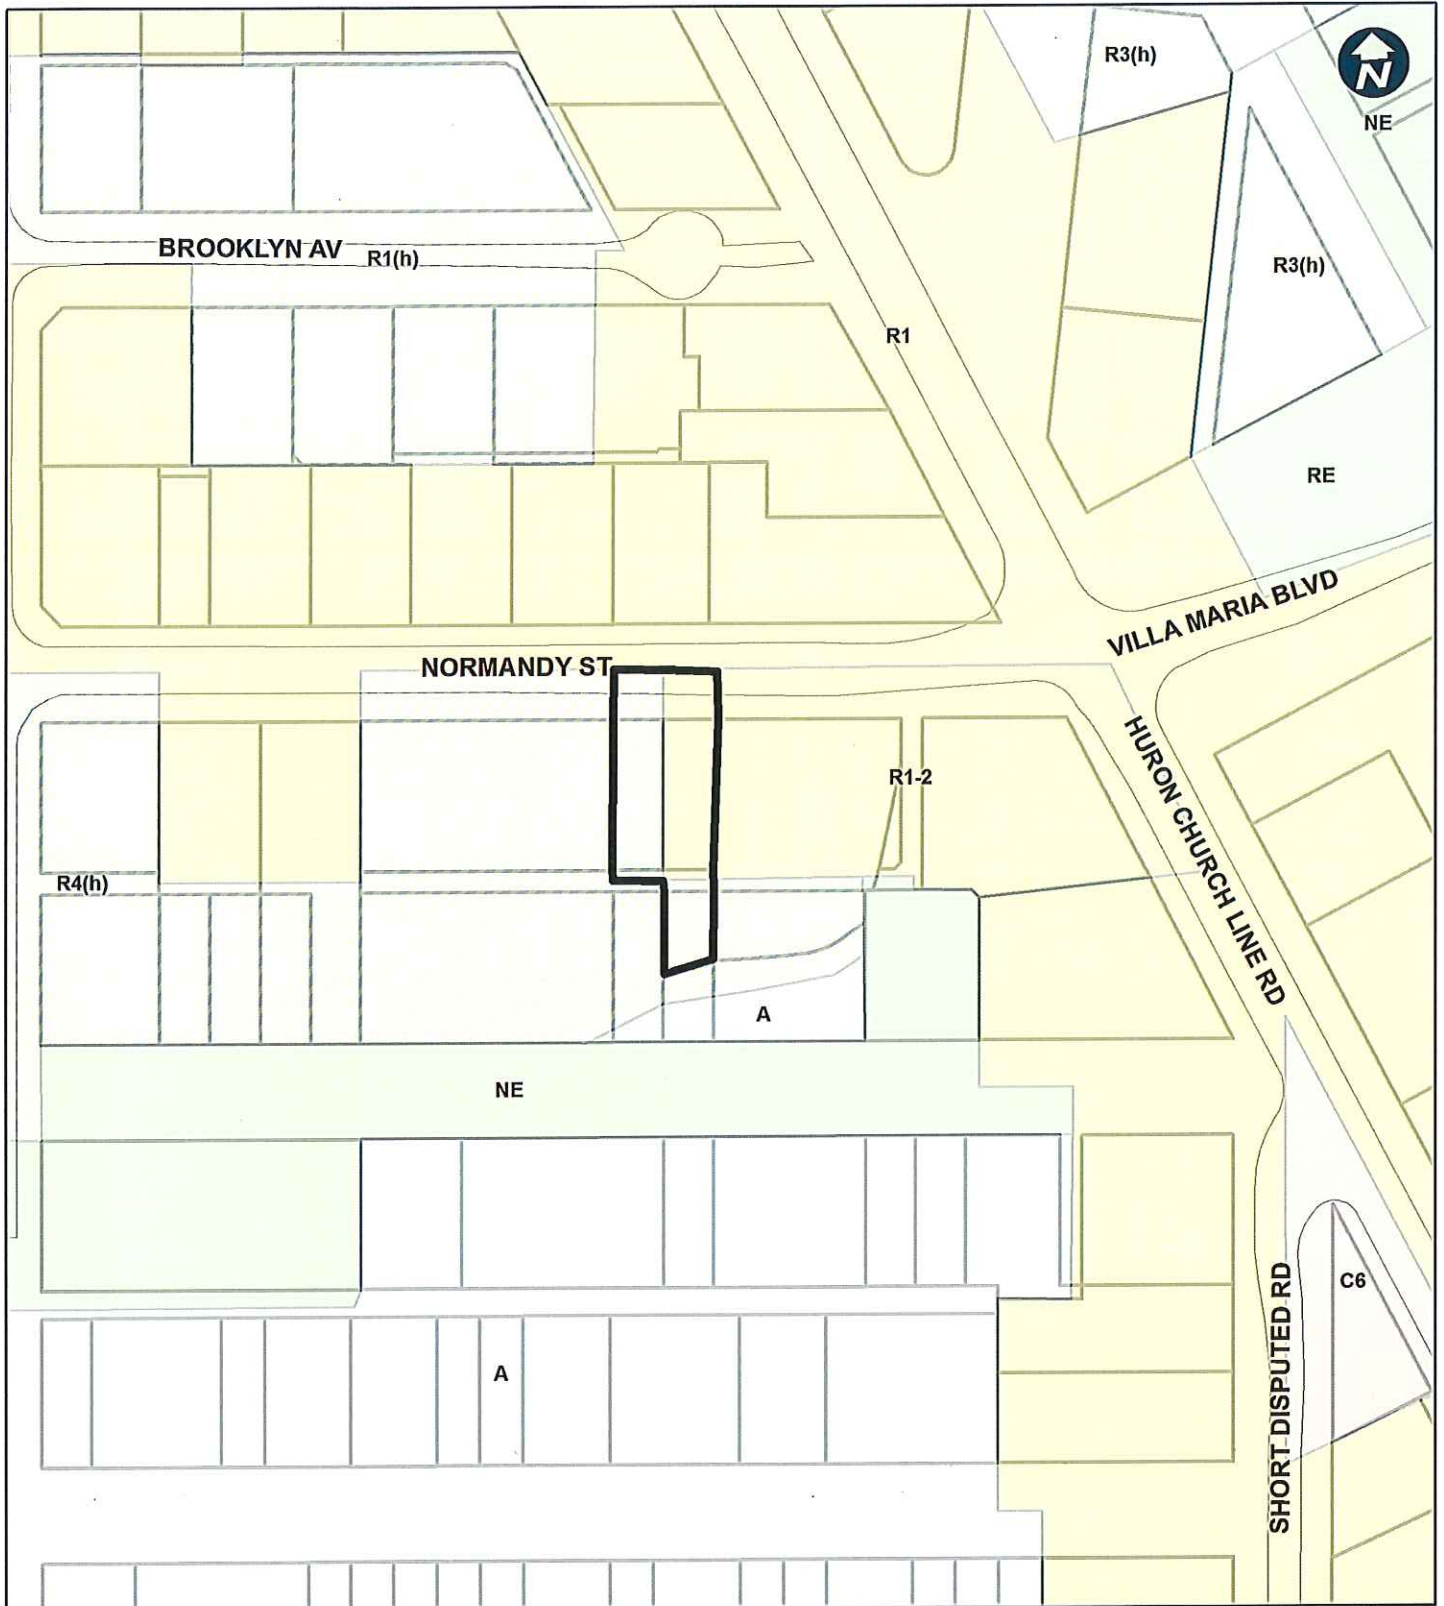 R3(h)
N
NE
BROOKLYN AV
R1(h)
R3(h)
R1
RE
VILLA MARIA BLVD
NORMANDY ST
HURON CHURCH LINE RD
R1-2
R4(h)
A
NE
C6
SHORT DISPUTED RD
A